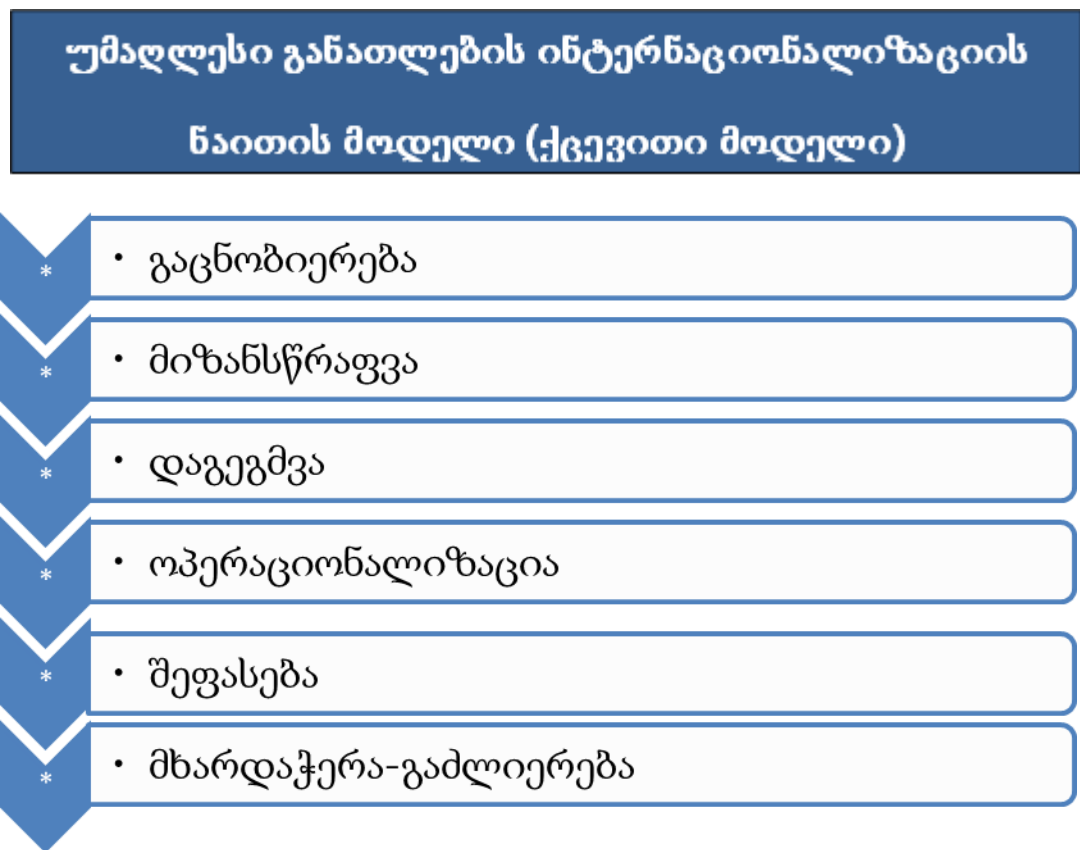 უმაღლესი განათლების ინტერნაციონალიზაციის
ნაითის მოდელი (ქცევითი მოდელი)
* • გაცნობიერება
* • მიზანსწრაფვა
* • დაგეგმვა
* • ოპერაციონალიზაცია
* • შეფასება
* • მხარდაჭერა-გაძლიერება